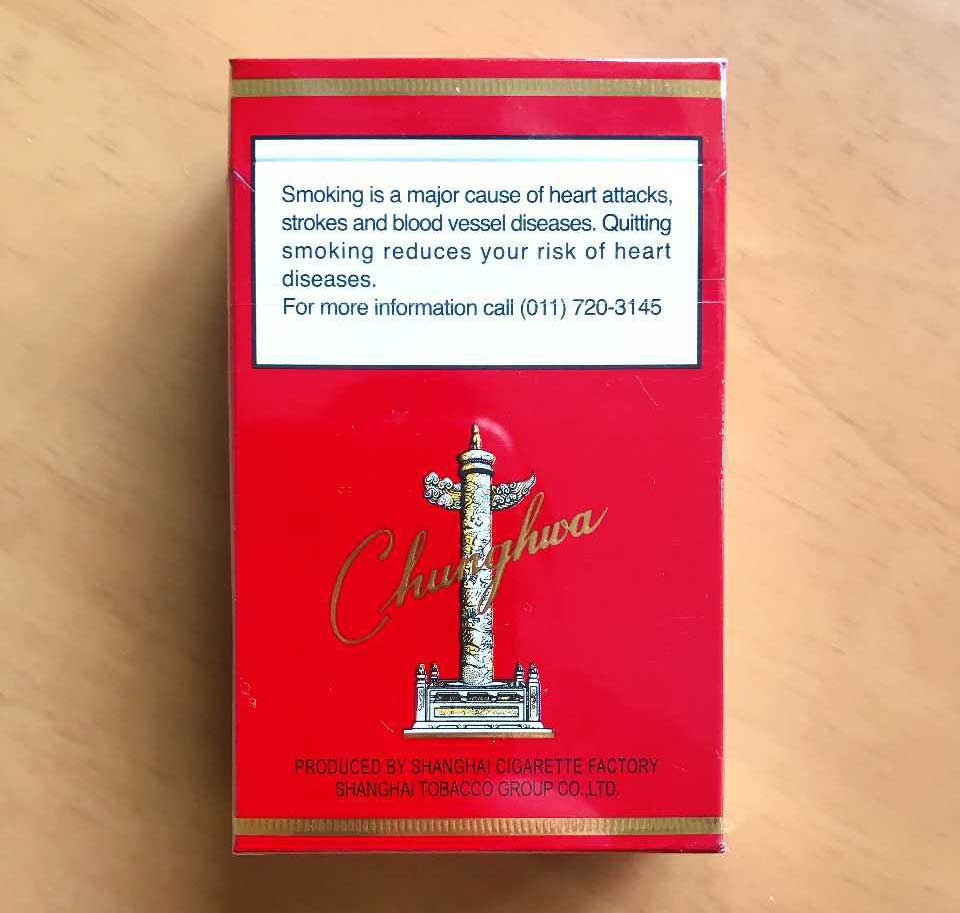 Smoking is a major cause of heart attacks,
strokes and blood vessel diseases. Quitting
smoking reduces your risk of heart
diseases.
For more information call (011) 720-3145
Chunghwa
PRODUCED BY SHANGHAI CIGARETTE FACTORY
SHANGHAI TOBACCO GROUP CO.,LTD.